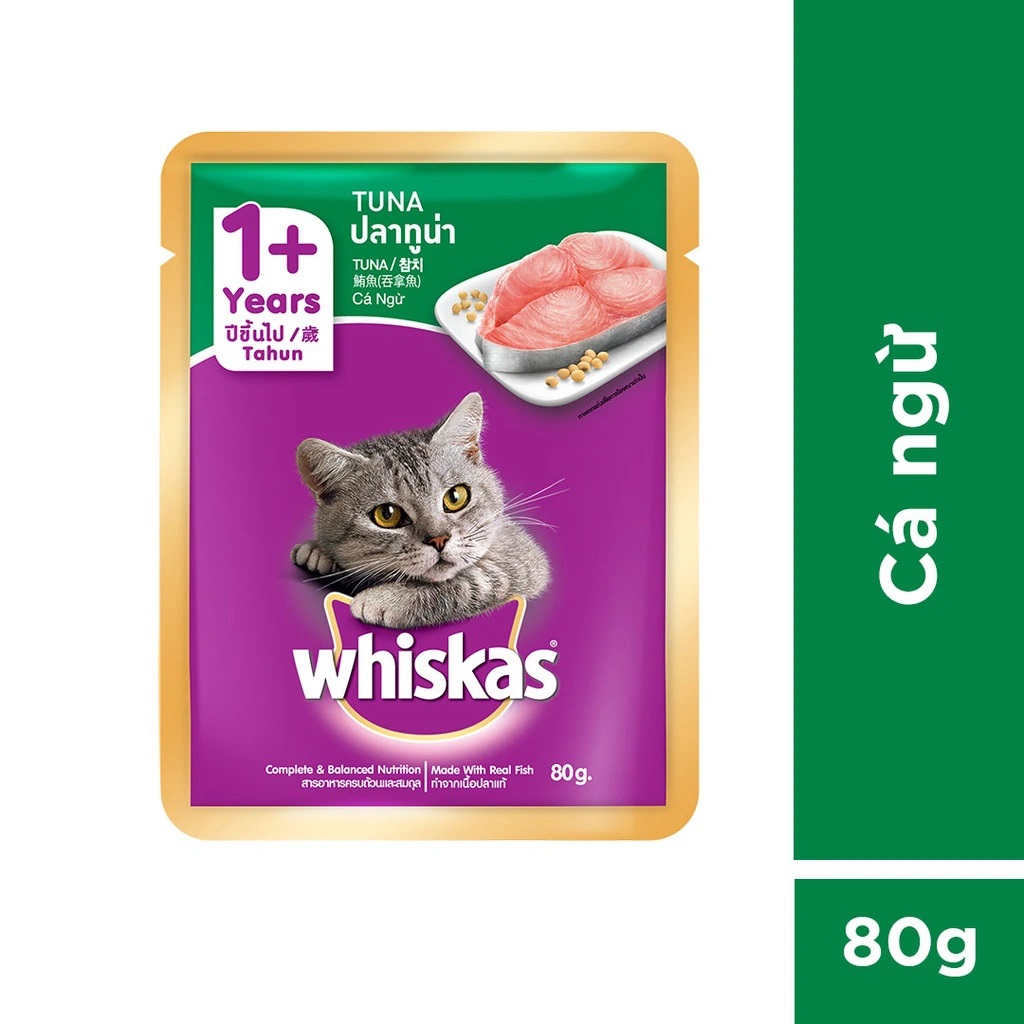 1+
Years
ปีขึ้นไป /歲
Tahun
TUNA
ปลาทูน่า
TUNA / 참치
鮪魚(吞拿魚)
Cá Ngừ
whiskas®
Complete & Balanced Nutrition
สารอาหารครบถ้วนและสมดุล
Made With Real Fish
ทำจากเนื้อปลาแท้
80g.
Cá ngừ
80g